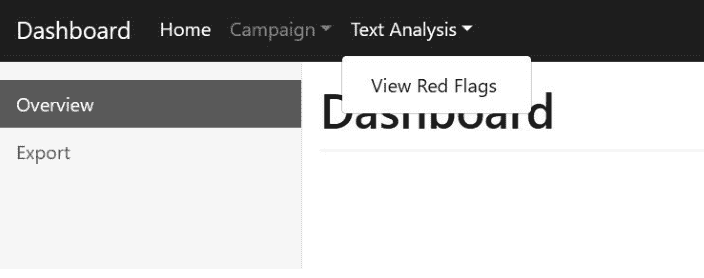 Dashboard Home Campaign Text Analysis
View Red Flags
Overview
Dashboard
Export